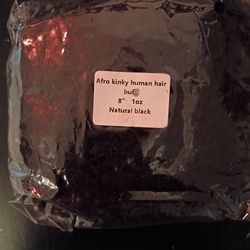 Afro kinky human hair
8" 1oz
Natural black